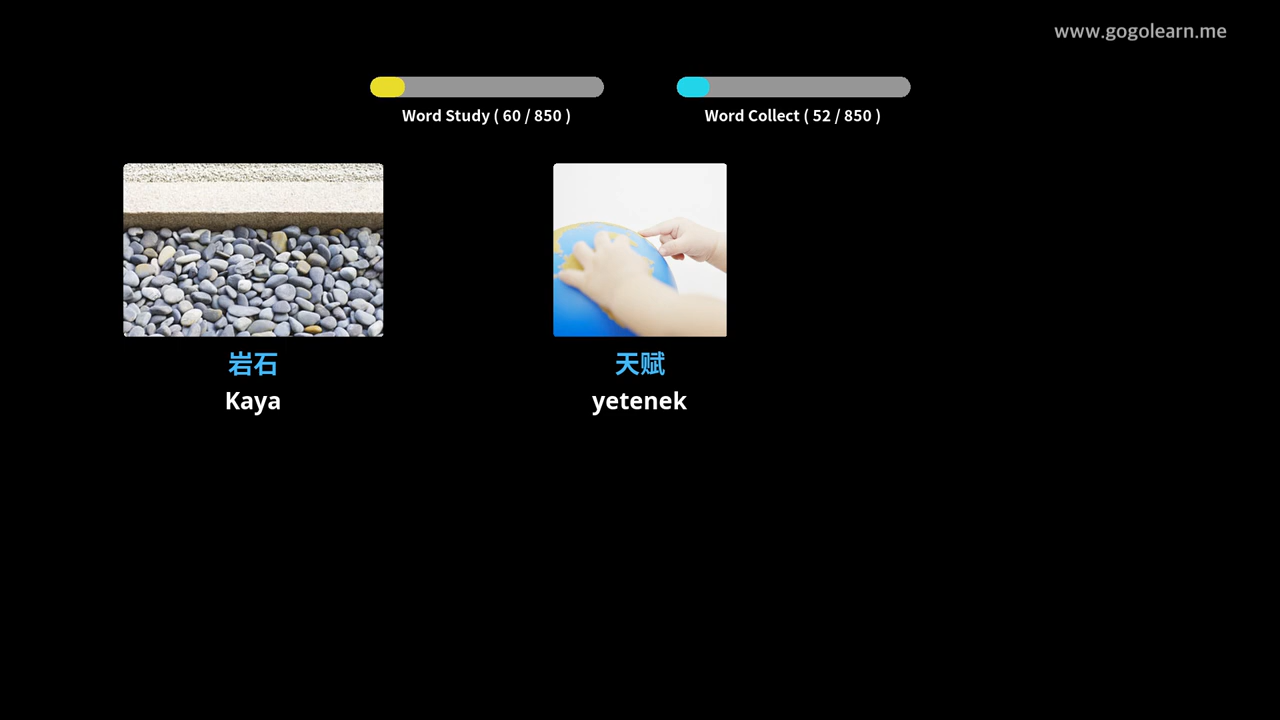 www.gogolearn.me
Word Study ( 60 / 850 )
Word Collect ( 52 / 850 )
岩石
Kaya
天赋
yetenek